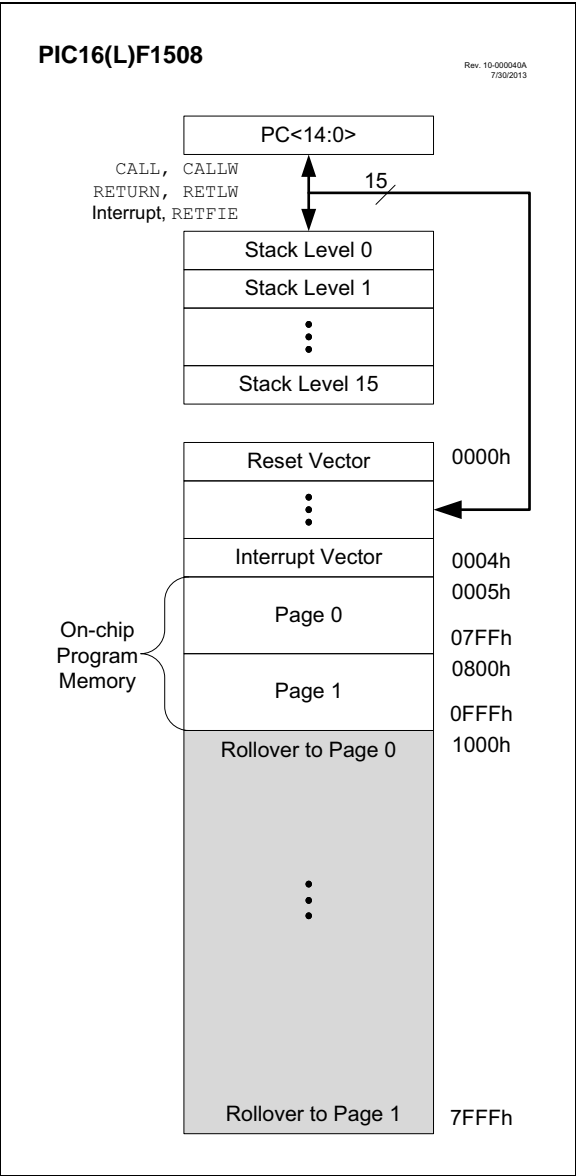 PIC16(L)F1508
Rev. 10-000040A
7/30/2013
PC<14:0>
CALL, CALLW
RETURN, RETLW
Interrupt, RETFIE
15
Stack Level 0
Stack Level 1
Stack Level 15
Reset Vector
0000h
Interrupt Vector
0004h
0005h
Page 0
On-chip
Program
Memory
07FFh
0800h
Page 1
0FFFh
Rollover to Page 0
1000h
Rollover to Page 1
7FFFh